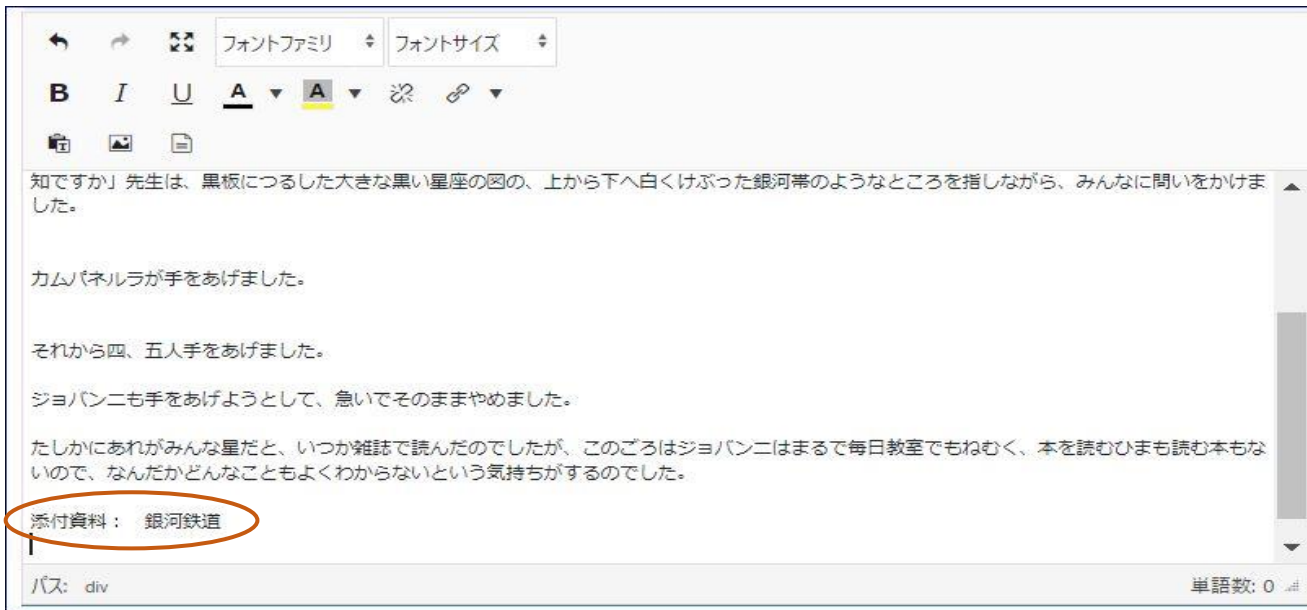 フォントファミリ フォントサイズ
B I U A A
知ですか」先生は、黒板につるした大きな黒い星座の図の、上から下へ白くけぶった銀河帯のようなところを指しながら、みんなに問いをかけま
した。
カムパネルラが手をあげました。
それから四、五人手をあげました。
ジョバンニも手をあげようとして、急いでそのままやめました。
たしかにあれがみんな星だと、いつか雑誌で読んだのでしたが、このごろはジョバンニはまるで毎日教室でもねむく、本を読むひまも読む本もな
いので、なんだかどんなこともよくわからないという気持ちがするのでした。
添付資料： 銀河鉄道
パス: div 単語数: 0